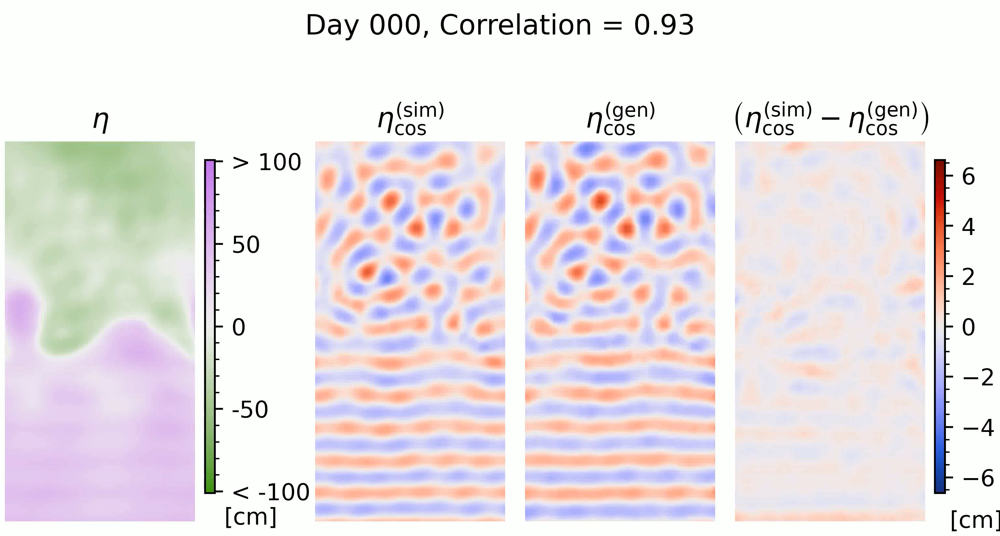 Day 000, Correlation = 0.93
η
η_cos^(sim)
η_cos^(gen)
(η_cos^(sim) − η_cos^(gen))
> 100
50
0
-50
< -100
[cm]
6
4
2
0
−2
−4
−6
[cm]